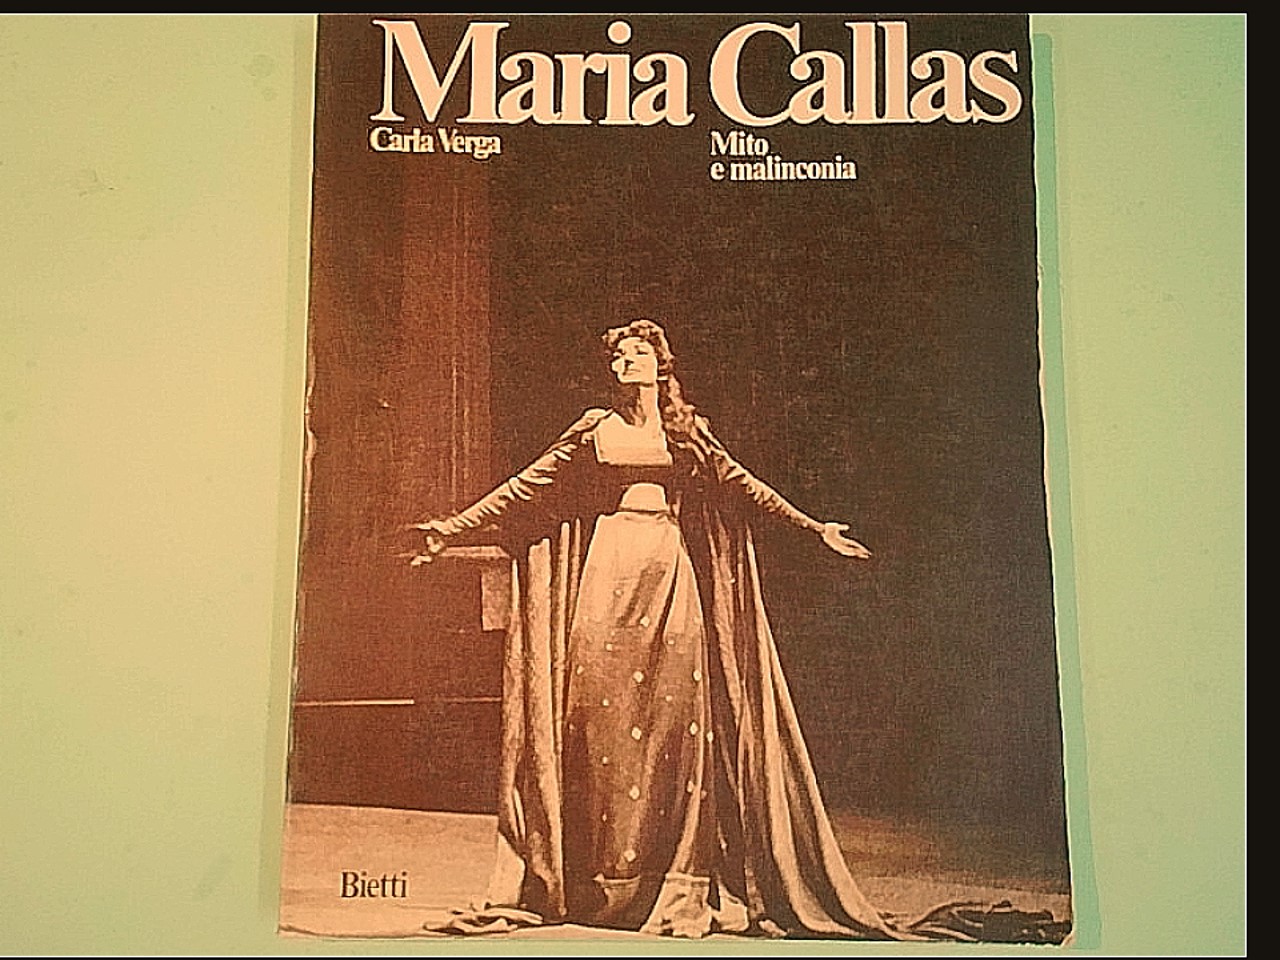 Maria Callas
Carla Verga
Mito
e malinconia
Bietti